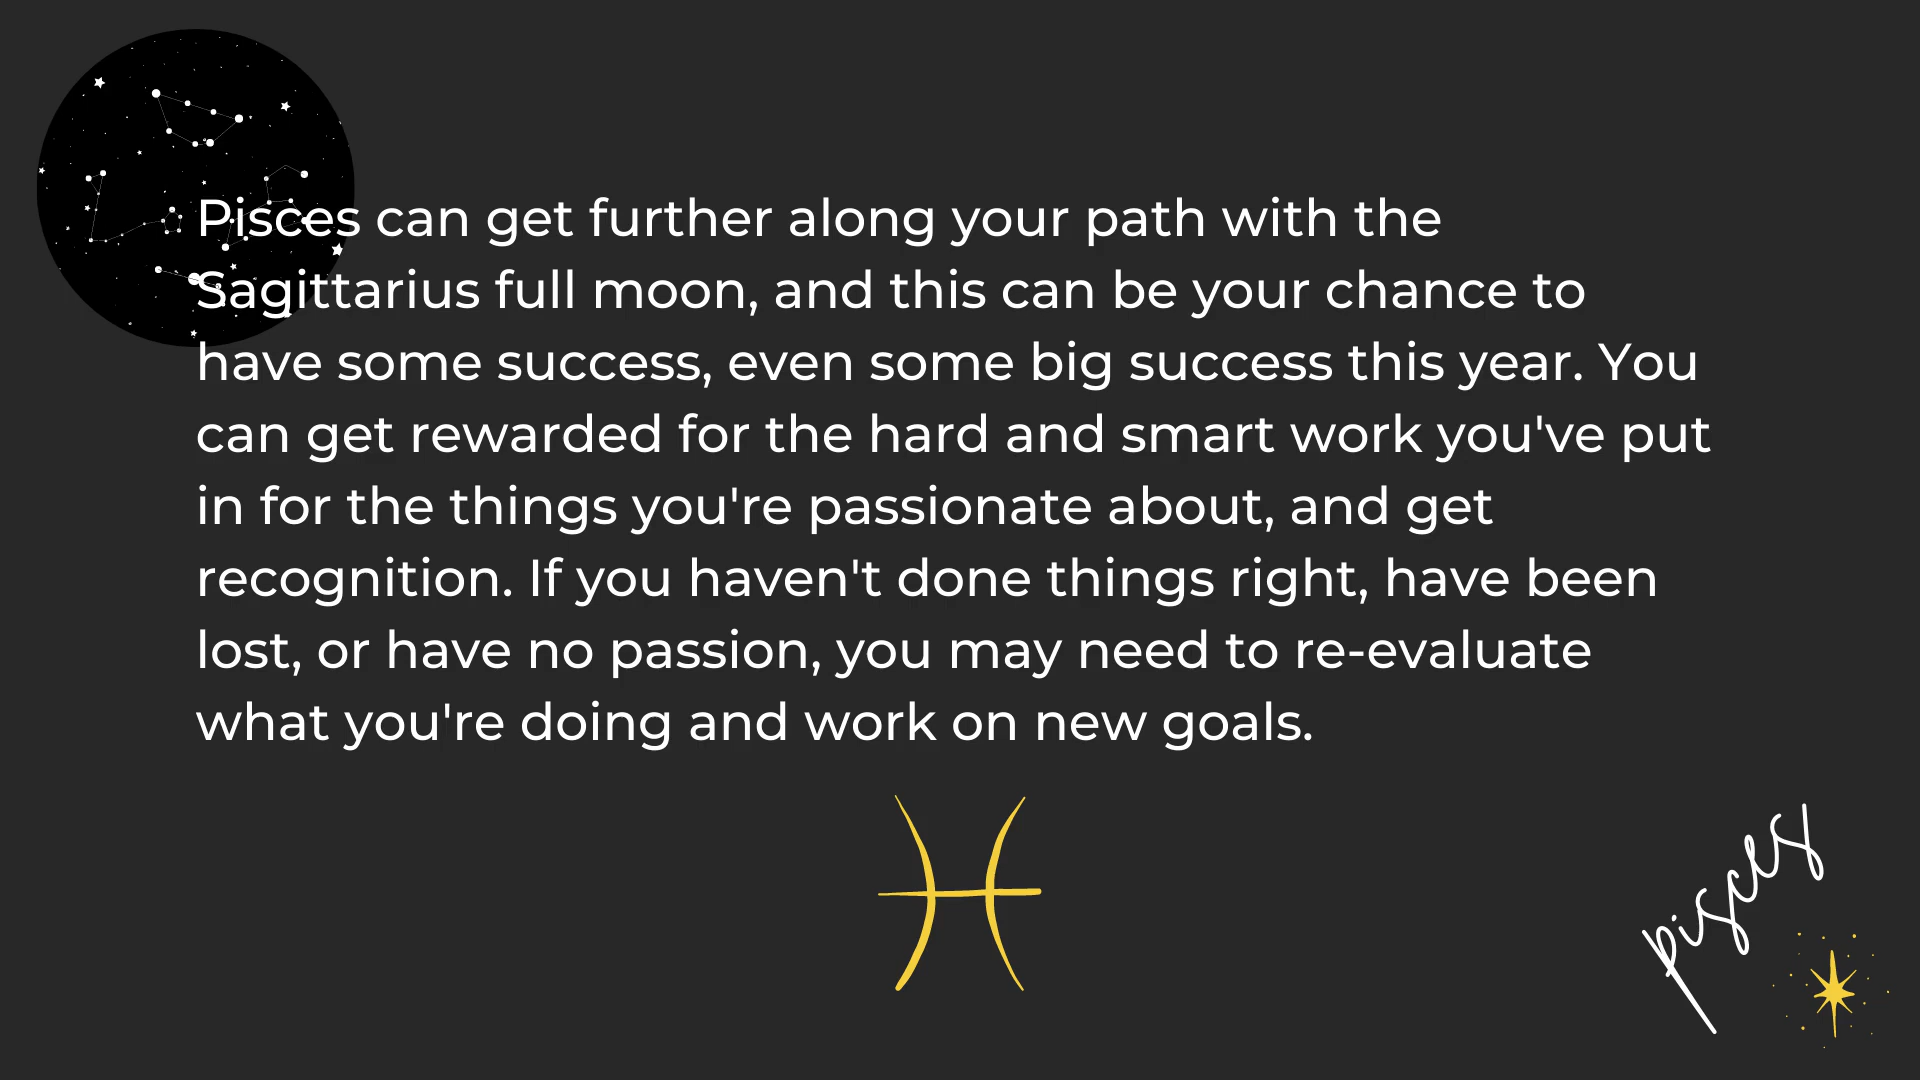 Pisces can get further along your path with the
Sagittarius full moon, and this can be your chance to
have some success, even some big success this year. You
can get rewarded for the hard and smart work you've put
in for the things you're passionate about, and get
recognition. If you haven't done things right, have been
lost, or have no passion, you may need to re-evaluate
what you're doing and work on new goals.
pisces